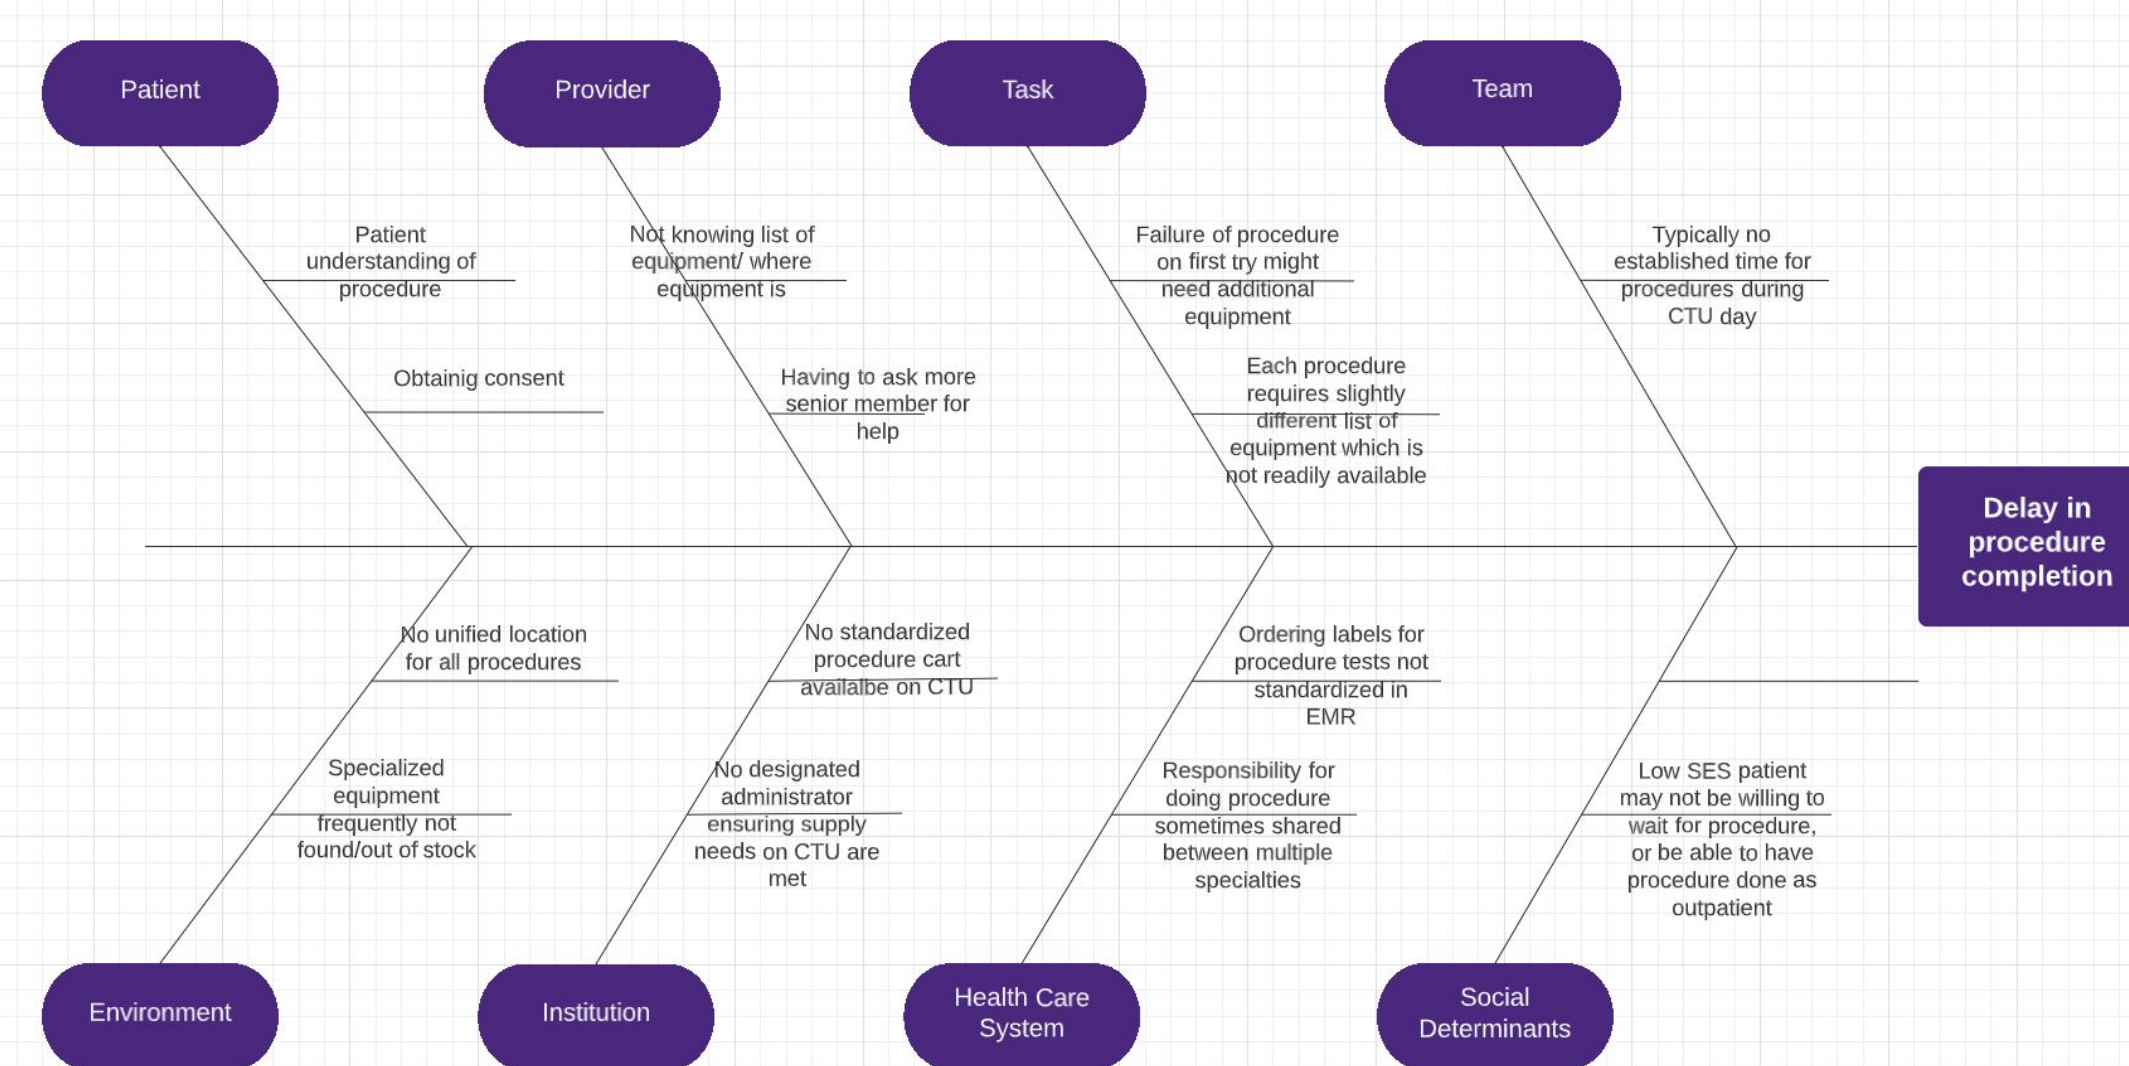 Patient
Provider
Task
Team
Patient
understanding of
procedure
Obtainig consent
Not knowing list of
equipment/ where
equipment is
Having to ask more
senior member for
help
Failure of procedure
on first try might
need additional
equipment
Each procedure
requires slightly
different list of
equipment which is
not readily available
Typically no
established time for
procedures during
CTU day
Delay in
procedure
completion
No unified location
for all procedures
Specialized
equipment
frequently not
found/out of stock
No standardized
procedure cart
availalbe on CTU
No designated
administrator
ensuring supply
needs on CTU are
met
Ordering labels for
procedure tests not
standardized in
EMR
Responsibility for
doing procedure
sometimes shared
between multiple
specialties
Low SES patient
may not be willing to
wait for procedure,
or be able to have
procedure done as
outpatient
Environment
Institution
Health Care
System
Social
Determinants